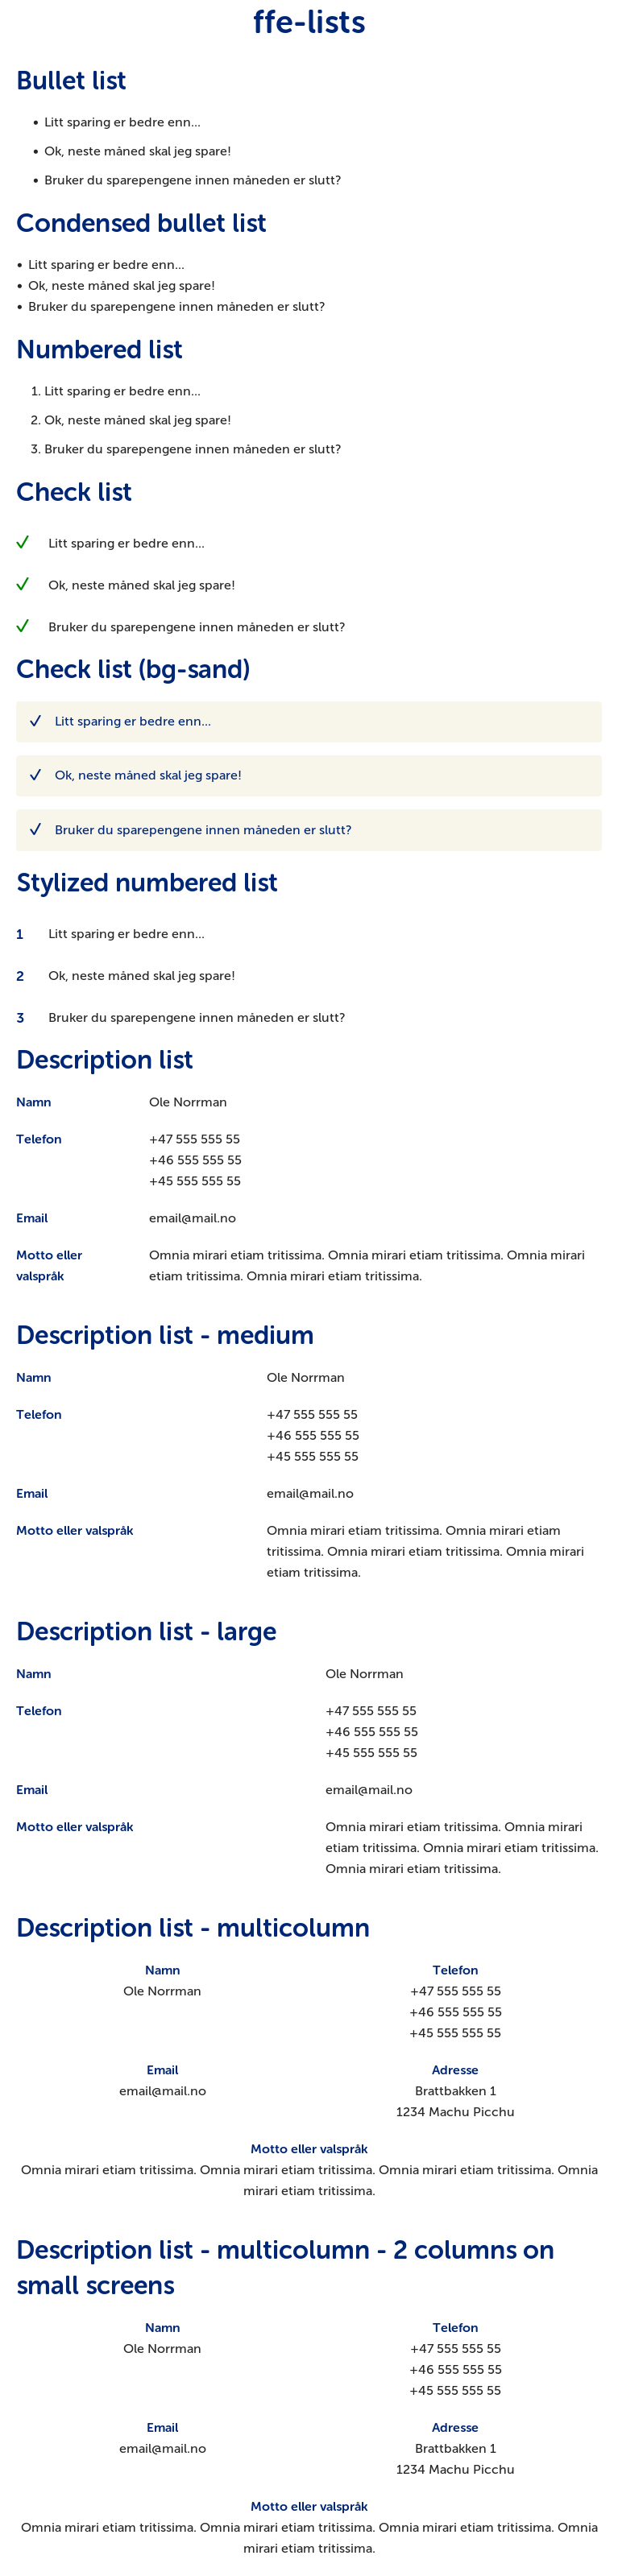 ffe-lists
Bullet list
• Litt sparing er bedre enn...
• Ok, neste måned skal jeg spare!
• Bruker du sparepengene innen måneden er slutt?
Condensed bullet list
• Litt sparing er bedre enn...
• Ok, neste måned skal jeg spare!
• Bruker du sparepengene innen måneden er slutt?
Numbered list
1. Litt sparing er bedre enn...
2. Ok, neste måned skal jeg spare!
3. Bruker du sparepengene innen måneden er slutt?
Check list
Litt sparing er bedre enn...
Ok, neste måned skal jeg spare!
Bruker du sparepengene innen måneden er slutt?
Check list (bg-sand)
Litt sparing er bedre enn...
Ok, neste måned skal jeg spare!
Bruker du sparepengene innen måneden er slutt?
Stylized numbered list
1 Litt sparing er bedre enn...
2 Ok, neste måned skal jeg spare!
3 Bruker du sparepengene innen måneden er slutt?
Description list
Namn Ole Norrman
Telefon +47 555 555 55
+46 555 555 55
+45 555 555 55
Email email@mail.no
Motto eller valspråk
Omnia mirari etiam tritissima. Omnia mirari etiam tritissima. Omnia mirari
etiam tritissima. Omnia mirari etiam tritissima.
Description list - medium
Namn Ole Norrman
Telefon +47 555 555 55
+46 555 555 55
+45 555 555 55
Email email@mail.no
Motto eller valspråk Omnia mirari etiam tritissima. Omnia mirari etiam
tritissima. Omnia mirari etiam tritissima. Omnia mirari
etiam tritissima.
Description list - large
Namn Ole Norrman
Telefon +47 555 555 55
+46 555 555 55
+45 555 555 55
Email email@mail.no
Motto eller valspråk Omnia mirari etiam tritissima. Omnia mirari
etiam tritissima. Omnia mirari etiam tritissima.
Omnia mirari etiam tritissima.
Description list - multicolumn
Namn
Ole Norrman
Telefon
+47 555 555 55
+46 555 555 55
+45 555 555 55
Email
email@mail.no
Adresse
Brattbakken 1
1234 Machu Picchu
Motto eller valspråk
Omnia mirari etiam tritissima. Omnia mirari etiam tritissima. Omnia mirari etiam tritissima. Omnia
mirari etiam tritissima.
Description list - multicolumn - 2 columns on
small screens
Namn
Ole Norrman
Telefon
+47 555 555 55
+46 555 555 55
+45 555 555 55
Email
email@mail.no
Adresse
Brattbakken 1
1234 Machu Picchu
Motto eller valspråk
Omnia mirari etiam tritissima. Omnia mirari etiam tritissima. Omnia mirari etiam tritissima. Omnia
mirari etiam tritissima.